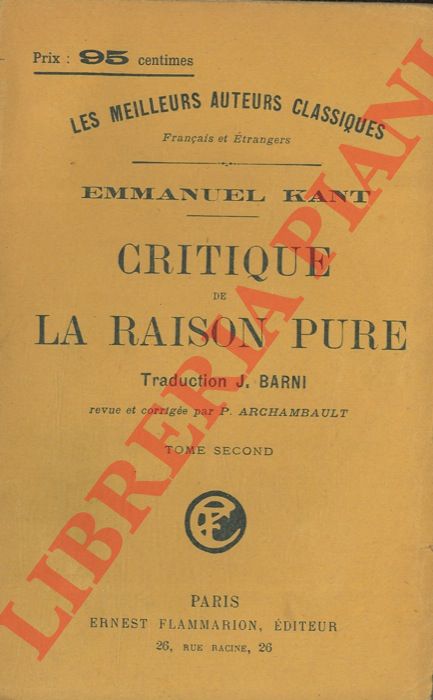 Prix : 95 centimes
LES MEILLEURS AUTEURS CLASSIQUES
Français et Étrangers
EMMANUEL KANT
CRITIQUE
DE
LA RAISON PURE
Traduction J. BARNI
revue et corrigée par P. ARCHAMBAULT
TOME SECOND
EF
PARIS
ERNEST FLAMMARION, ÉDITEUR
26, RUE RACINE, 26
LIBRERIA PIANI